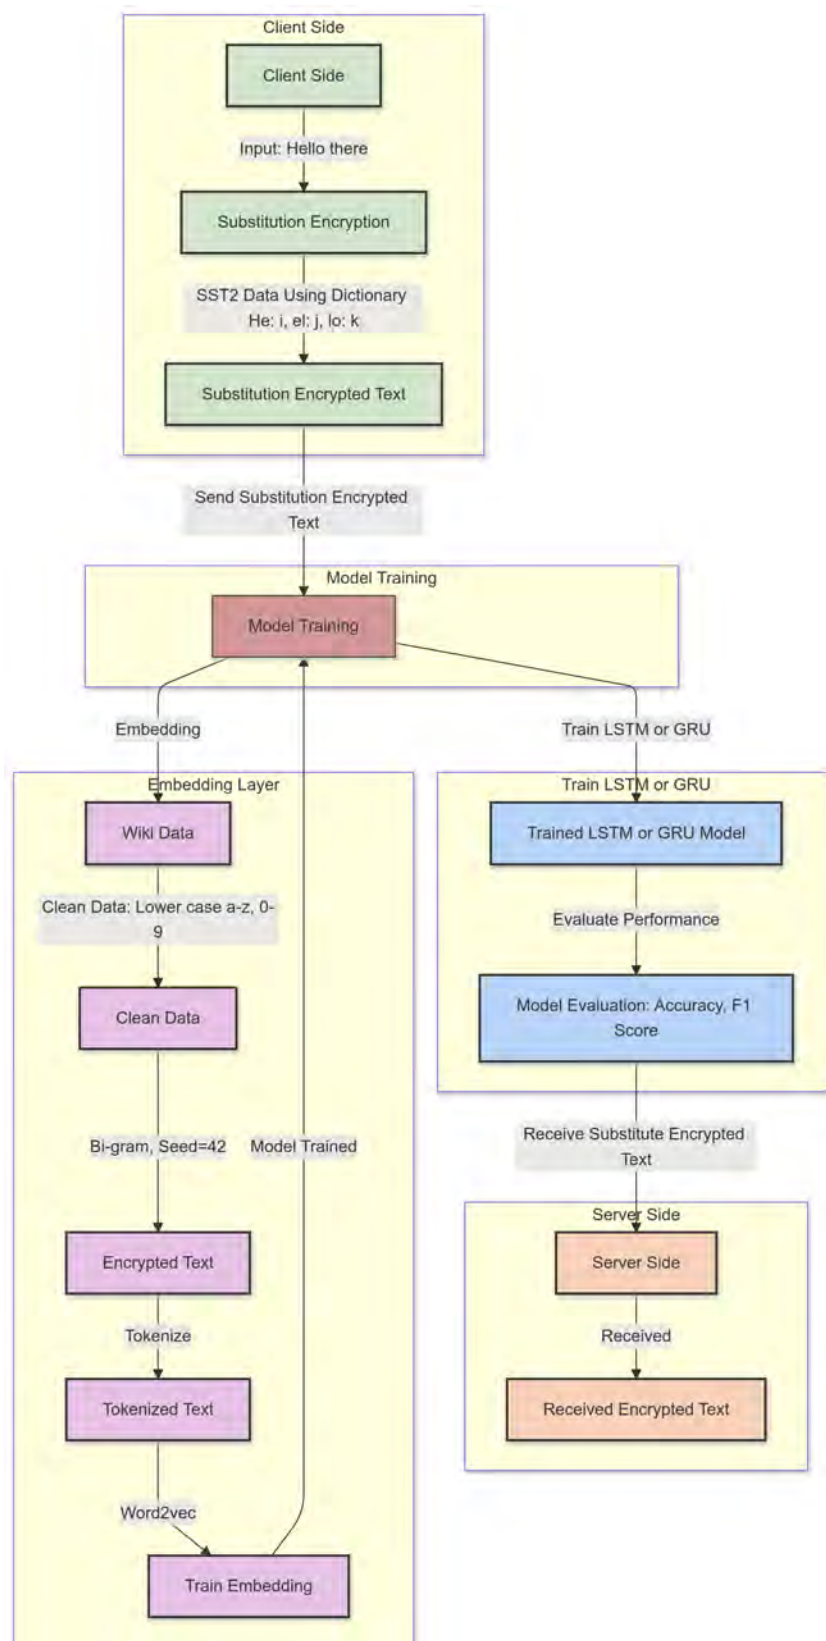 Client Side
Client Side
Input: Hello there
Substitution Encryption
SST2 Data Using Dictionary
He: i, el: j, lo: k
Substitution Encrypted Text
Send Substitution Encrypted
Text
Model Training
Model Training
Embedding
Train LSTM or GRU
Embedding Layer
Wiki Data
Clean Data: Lower case a-z, 0-
9
Clean Data
Bi-gram, Seed=42
Model Trained
Encrypted Text
Tokenize
Tokenized Text
Word2vec
Train Embedding
Train LSTM or GRU
Trained LSTM or GRU Model
Evaluate Performance
Model Evaluation: Accuracy, F1
Score
Receive Substitute Encrypted
Text
Server Side
Server Side
Received
Received Encrypted Text